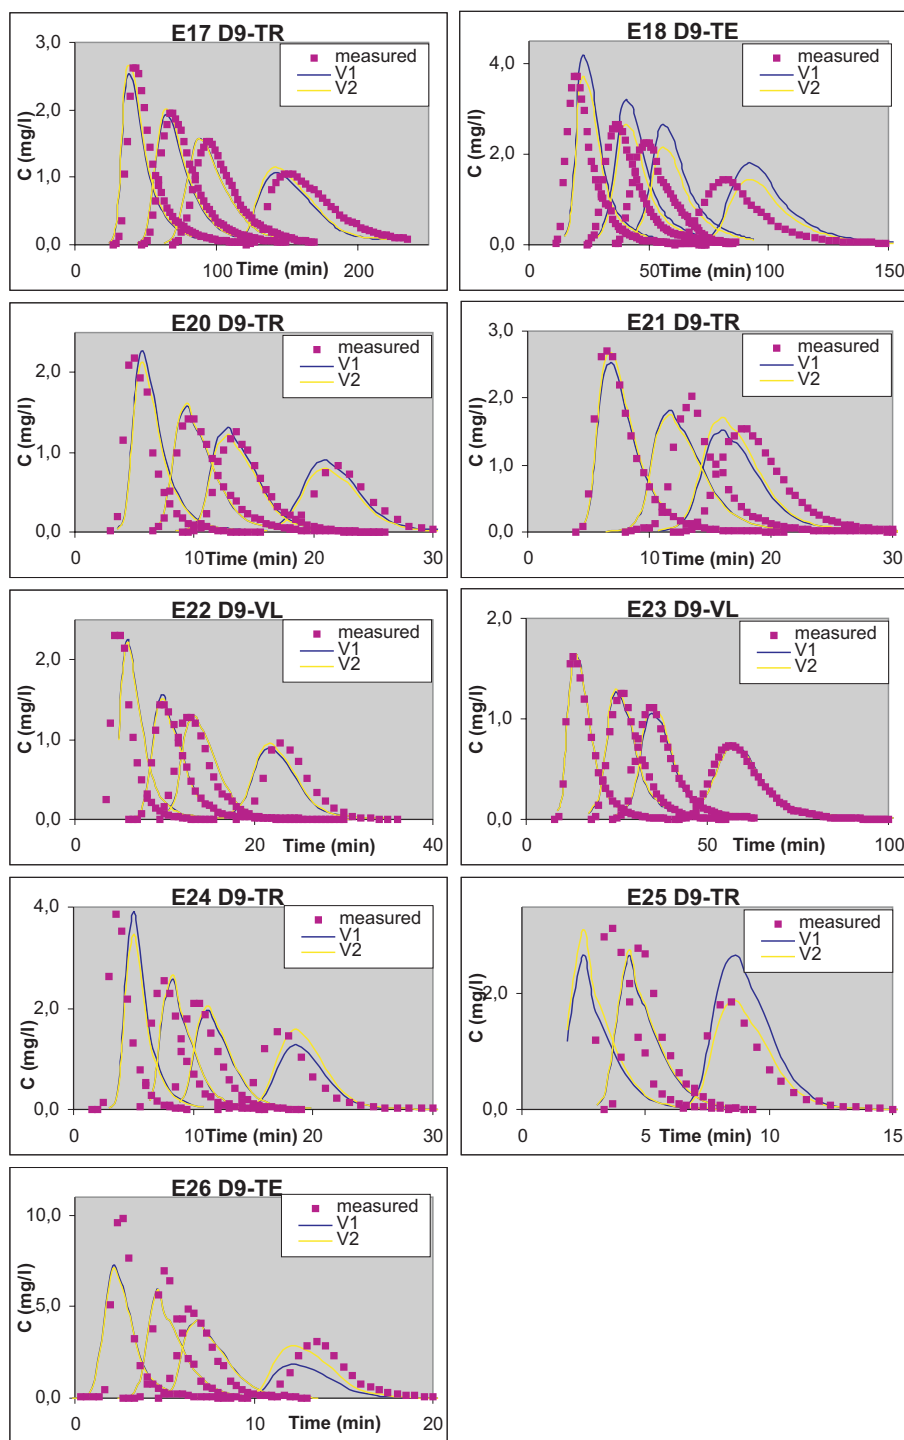 E17 D9-TR
measured
V1
V2
C (mg/l)
3,0
2,0
1,0
0,0
0
100
Time (min)
200
E18 D9-TE
measured
V1
V2
C (mg/l)
4,0
2,0
0,0
0
50
Time (min)
100
150
E20 D9-TR
measured
V1
V2
C (mg/l)
2,0
1,0
0,0
0
10
Time (min)
20
30
E21 D9-TR
measured
V1
V2
C (mg/l)
3,0
2,0
1,0
0,0
0
10
Time (min)
20
30
E22 D9-VL
measured
V1
V2
C (mg/l)
2,0
1,0
0,0
0
20
Time (min)
40
E23 D9-VL
measured
V1
V2
C (mg/l)
2,0
1,0
0,0
0
50
Time (min)
100
E24 D9-TR
measured
V1
V2
C (mg/l)
4,0
2,0
0,0
0
10
Time (min)
20
30
E25 D9-TR
measured
V1
V2
C (mg/l)
2,0
0,0
0
5
Time (min)
10
15
E26 D9-TE
measured
V1
V2
C (mg/l)
10,0
5,0
0,0
0
10
Time (min)
20